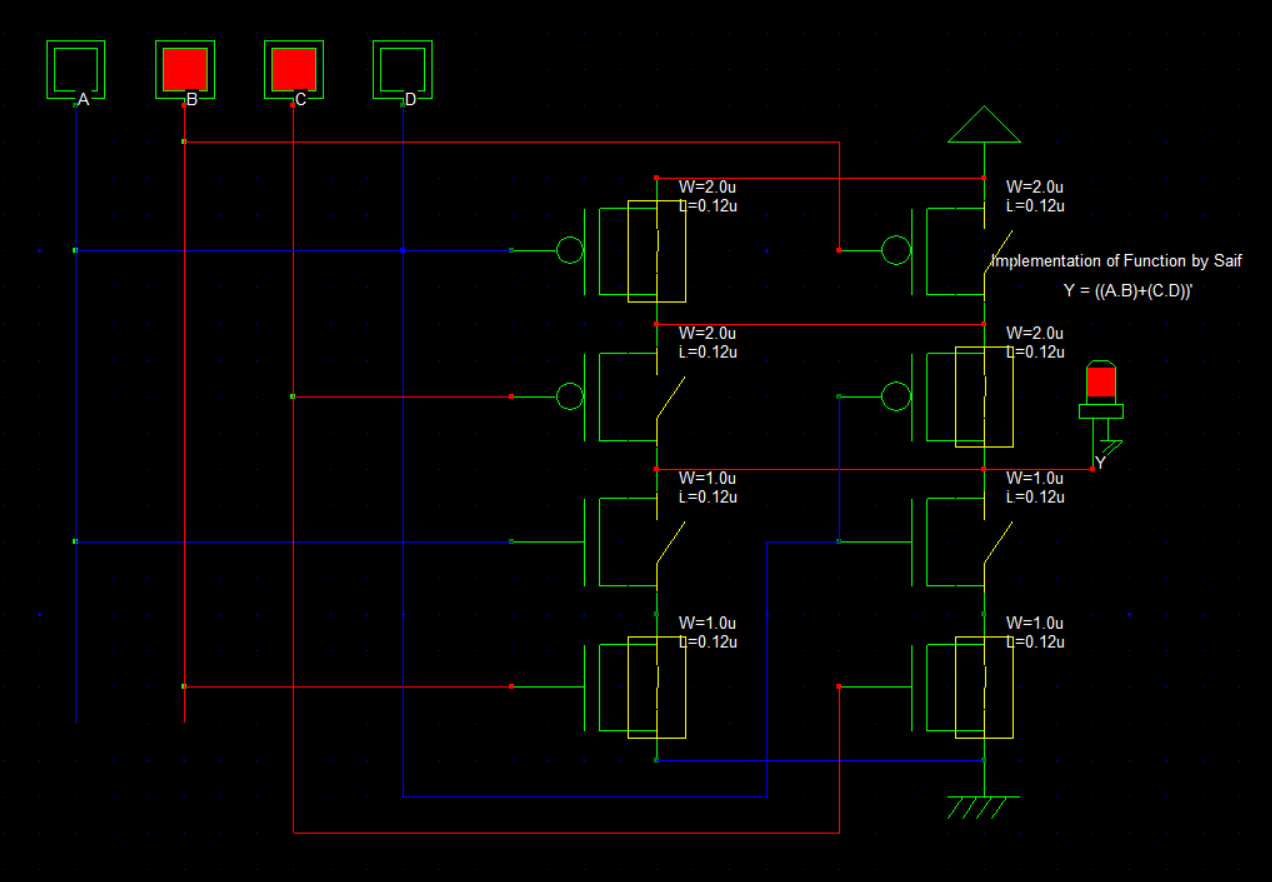 A
B
C
D
W=2.0u
L=0.12u
W=2.0u
L=0.12u
Implementation of Function by Saif
Y = ((A.B)+(C.D))'
W=2.0u
L=0.12u
W=2.0u
L=0.12u
Y
W=1.0u
L=0.12u
W=1.0u
L=0.12u
W=1.0u
L=0.12u
W=1.0u
L=0.12u